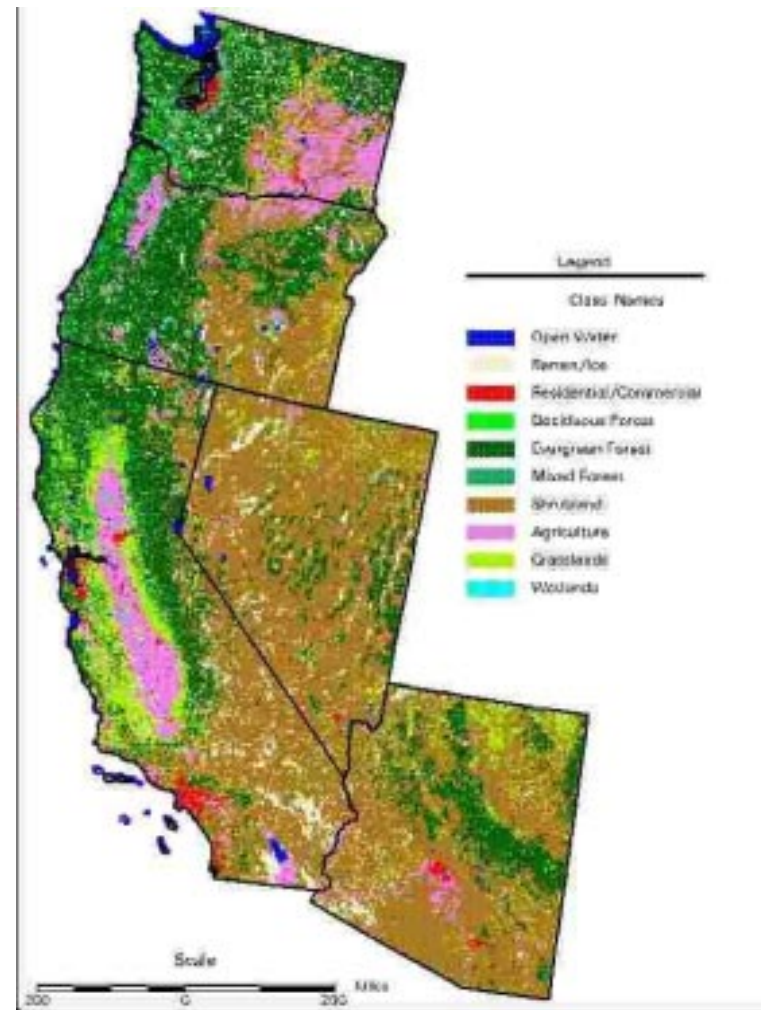 Legend
Class Names
Open Water
Barren/Ice
Residential/Commercial
Deciduous Forest
Evergreen Forest
Mixed Forest
Shrubland
Agriculture
Grasslands
Wetlands
Scale
200 0 200 Miles